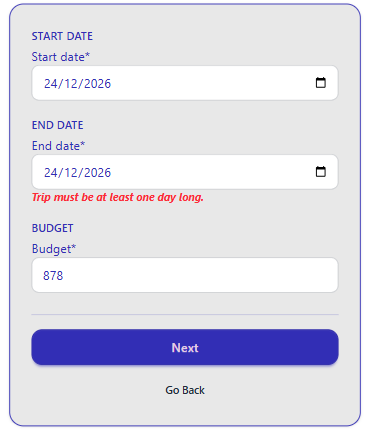 START DATE
Start date*
24/12/2026
END DATE
End date*
24/12/2026
Trip must be at least one day long.
BUDGET
Budget*
878
Next
Go Back